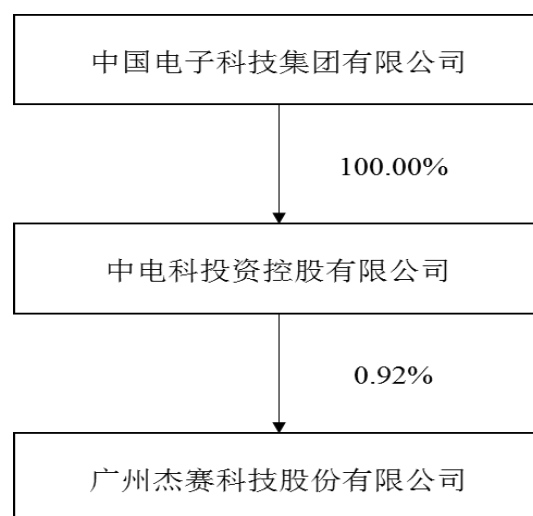 中国电子科技集团有限公司
100.00%
中电科投资控股有限公司
0.92%
广州杰赛科技股份有限公司